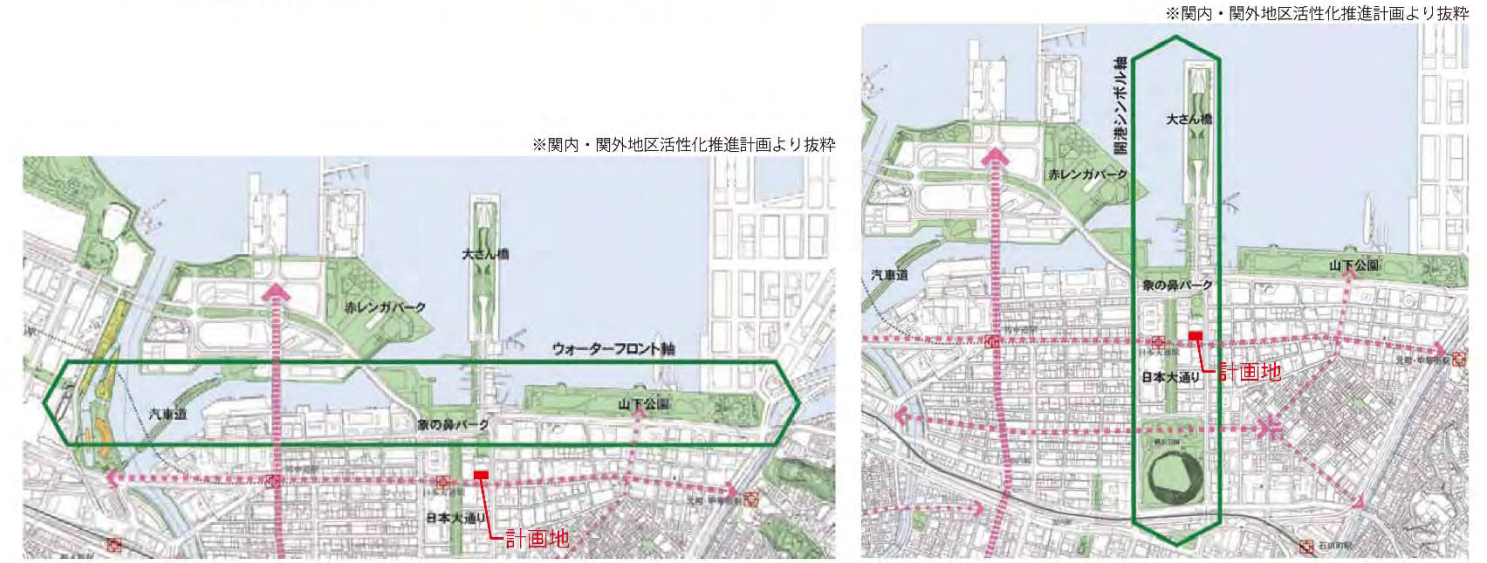 ※関内・関外地区活性化推進計画より抜粋
大さん橋
赤レンガパーク
ウォーターフロント軸
汽車道
山下公園
象の鼻パーク
日本大通り
計画地
※関内・関外地区活性化推進計画より抜粋
開港シンボル軸
大さん橋
赤レンガパーク
汽車道
山下公園
象の鼻パーク
日本大通り
計画地
石川町駅